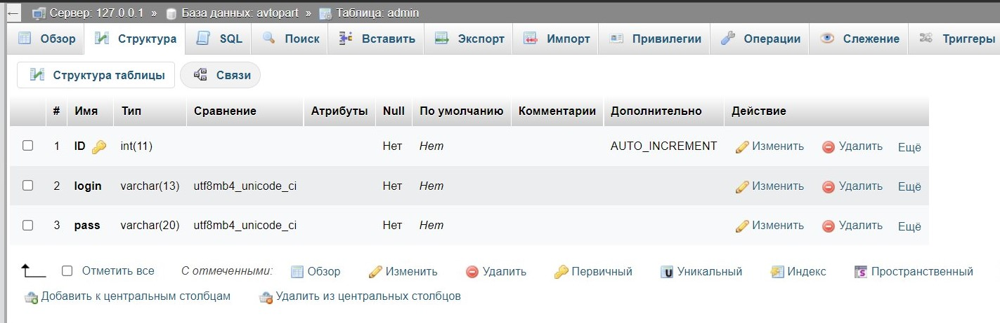 ← Сервер: 127.0.0.1 » База данных: avtopart » Таблица: admin
Обзор Структура SQL Поиск Вставить Экспорт Импорт Привилегии Операции Слежение Триггеры
Структура таблицы Связи
# Имя Тип Сравнение Атрибуты Null По умолчанию Комментарии Дополнительно Действие
1 ID int(11) Нет Нет AUTO_INCREMENT Изменить Удалить Ещё
2 login varchar(13) utf8mb4_unicode_ci Нет Нет Изменить Удалить Ещё
3 pass varchar(20) utf8mb4_unicode_ci Нет Нет Изменить Удалить Ещё
Отметить все С отмеченными: Обзор Изменить Удалить Первичный Уникальный Индекс Пространственный
Добавить к центральным столбцам Удалить из центральных столбцов